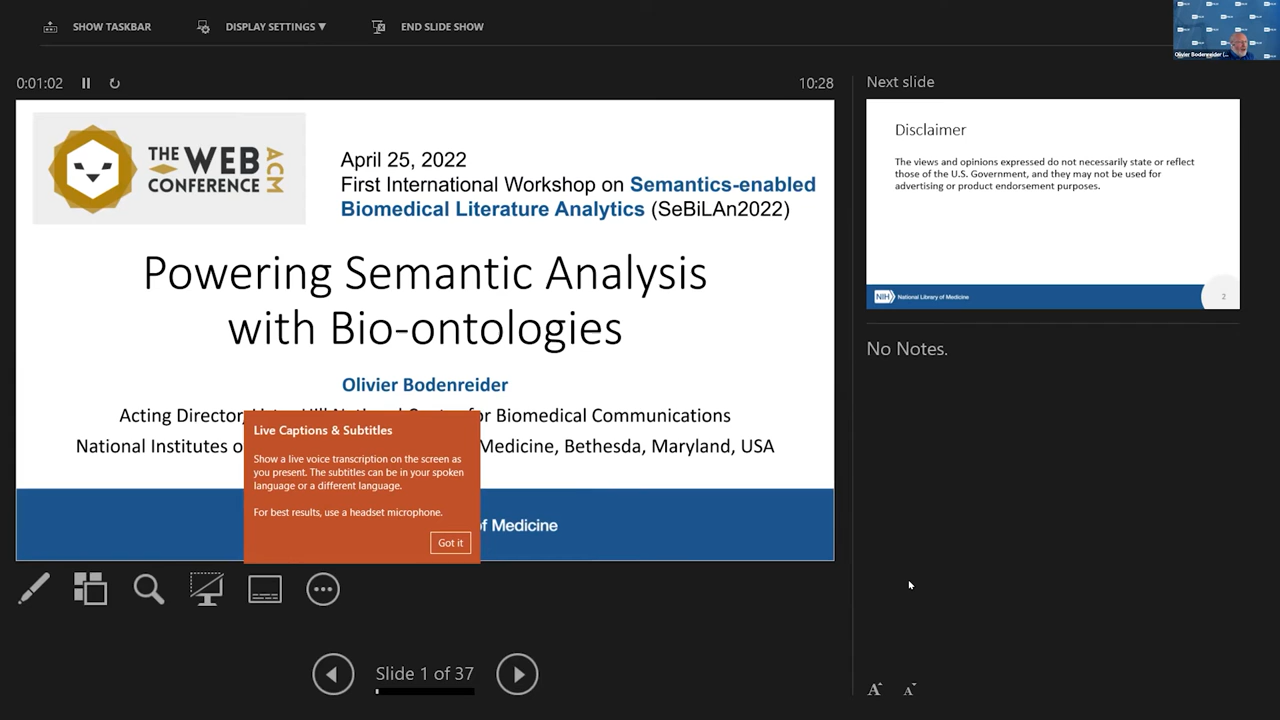 SHOW TASKBAR
DISPLAY SETTINGS ▼
END SLIDE SHOW
Olivier Bodenreider (...
0:01:02
10:28
THE WEB CONFERENCE
ACM
April 25, 2022
First International Workshop on Semantics-enabled
Biomedical Literature Analytics (SeBiLAn2022)
Powering Semantic Analysis
with Bio-ontologies
Olivier Bodenreider
Acting Director, for Biomedical Communications
National Institutes o Medicine, Bethesda, Maryland, USA
Live Captions & Subtitles
Show a live voice transcription on the screen as
you present. The subtitles can be in your spoken
language or a different language.
For best results, use a headset microphone.
Got it
of Medicine
Slide 1 of 37
Next slide
Disclaimer
The views and opinions expressed do not necessarily state or reflect
those of the U.S. Government, and they may not be used for
advertising or product endorsement purposes.
NIH National Library of Medicine
2
No Notes.
A A